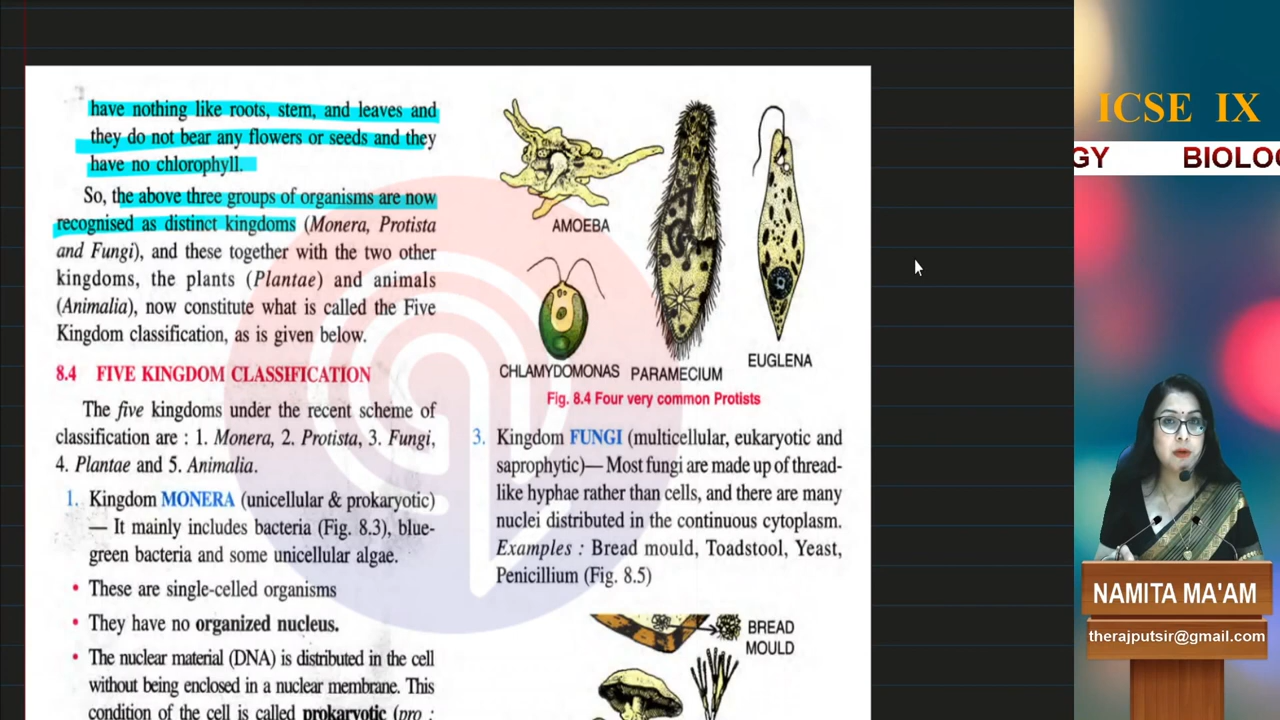 have nothing like roots, stem, and leaves and
they do not bear any flowers or seeds and they
have no chlorophyll.
So, the above three groups of organisms are now
recognised as distinct kingdoms (Monera, Protista
and Fungi), and these together with the two other
kingdoms, the plants (Plantae) and animals
(Animalia), now constitute what is called the Five
Kingdom classification, as is given below.
8.4 FIVE KINGDOM CLASSIFICATION
The five kingdoms under the recent scheme of
classification are : 1. Monera, 2. Protista, 3. Fungi,
4. Plantae and 5. Animalia.
1. Kingdom MONERA (unicellular & prokaryotic)
— It mainly includes bacteria (Fig. 8.3), blue-
green bacteria and some unicellular algae.
• These are single-celled organisms
• They have no organized nucleus.
• The nuclear material (DNA) is distributed in the cell
without being enclosed in a nuclear membrane. This
condition of the cell is called prokaryotic (pro :
AMOEBA
CHLAMYDOMONAS
PARAMECIUM
EUGLENA
Fig. 8.4 Four very common Protists
3. Kingdom FUNGI (multicellular, eukaryotic and
saprophytic)— Most fungi are made up of thread-
like hyphae rather than cells, and there are many
nuclei distributed in the continuous cytoplasm.
Examples : Bread mould, Toadstool, Yeast,
Penicillium (Fig. 8.5)
BREAD
MOULD
ICSE IX
GY BIOLO
NAMITA MA'AM
therajputsir@gmail.com